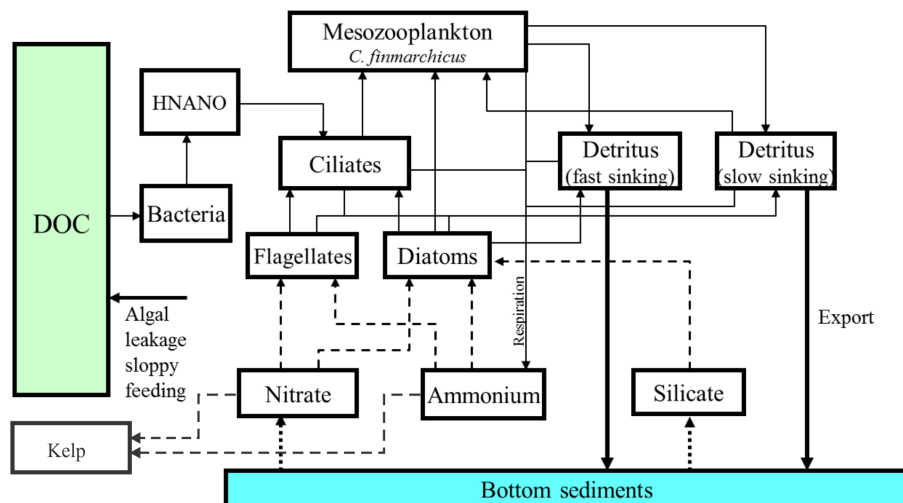 Mesozooplankton
C. finmarchicus
HNANO
Ciliates
Detritus
(fast sinking)
Detritus
(slow sinking)
DOC
Bacteria
Flagellates
Diatoms
Respiration
Algal
leakage
sloppy
feeding
Export
Nitrate
Ammonium
Silicate
Kelp
Bottom sediments